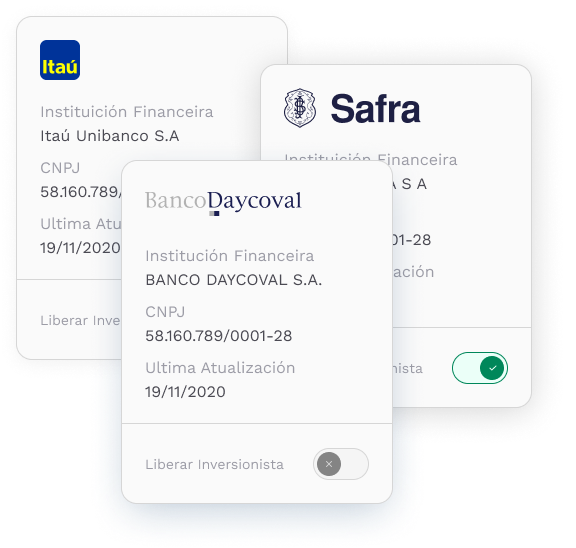 Itaú
Instituición Financeira
Itaú Unibanco S.A
CNPJ
58.160.789/
Ultima Atu
19/11/2020
Liberar Inve
Safra
Instituición Financeira
A S A
01-28
ación
nista
BancoDaycoval
Institución Financeira
BANCO DAYCOVAL S.A.
CNPJ
58.160.789/0001-28
Ultima Atualización
19/11/2020
Liberar Inversionista